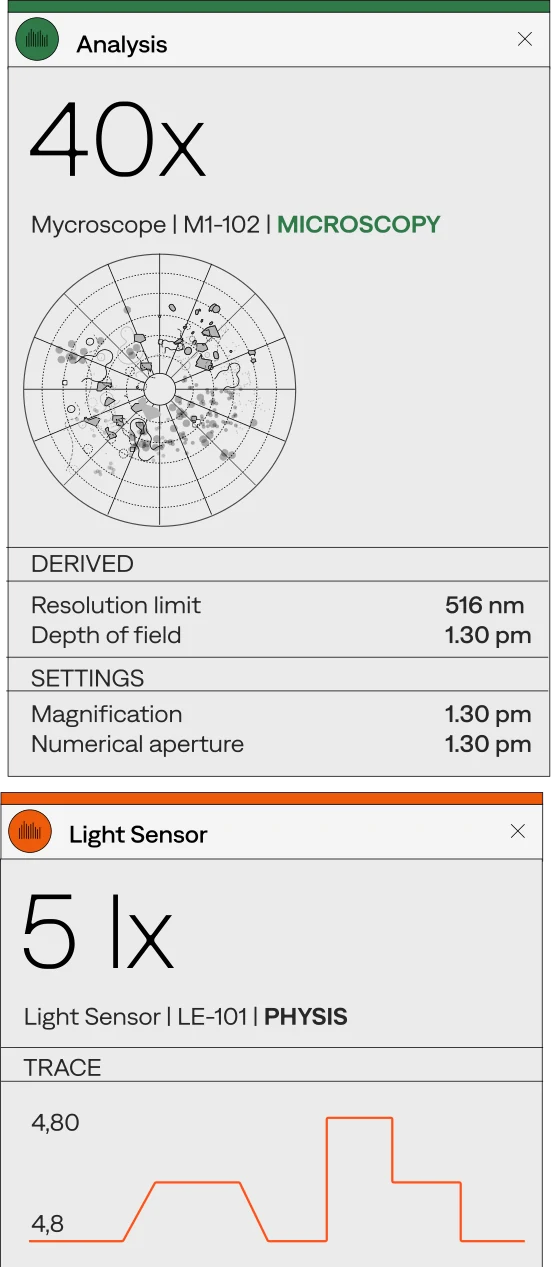 Analysis
40x
Mycroscope | M1-102 | MICROSCOPY
DERIVED
Resolution limit 516 nm
Depth of field 1.30 pm
SETTINGS
Magnification 1.30 pm
Numerical aperture 1.30 pm
Light Sensor
5 lx
Light Sensor | LE-101 | PHYSIS
TRACE
4,80
4,8